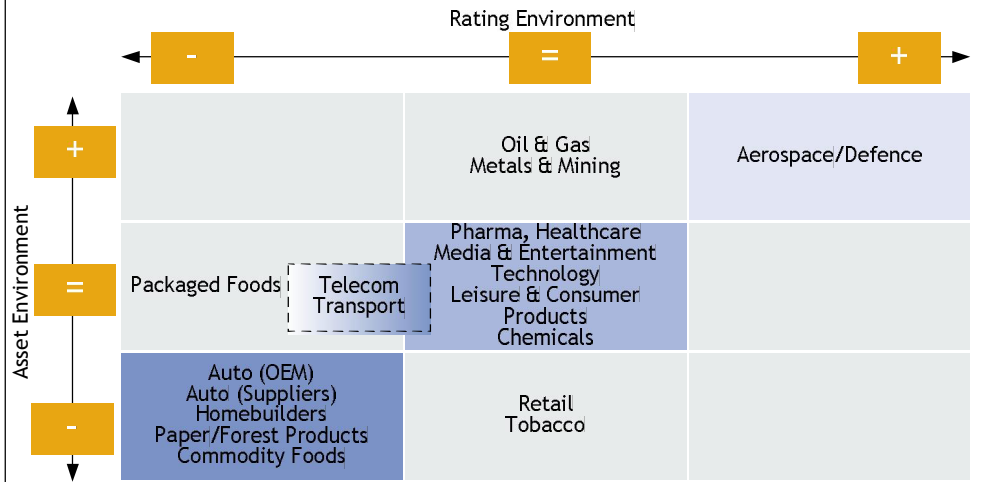 Rating Environment
-
=
+
+
Oil & Gas
Metals & Mining
Aerospace/Defence
Asset Environment
=
Packaged Foods
Telecom
Transport
Pharma, Healthcare
Media & Entertainment
Technology
Leisure & Consumer
Products
Chemicals
-
Auto (OEM)
Auto (Suppliers)
Homebuilders
Paper/Forest Products
Commodity Foods
Retail
Tobacco